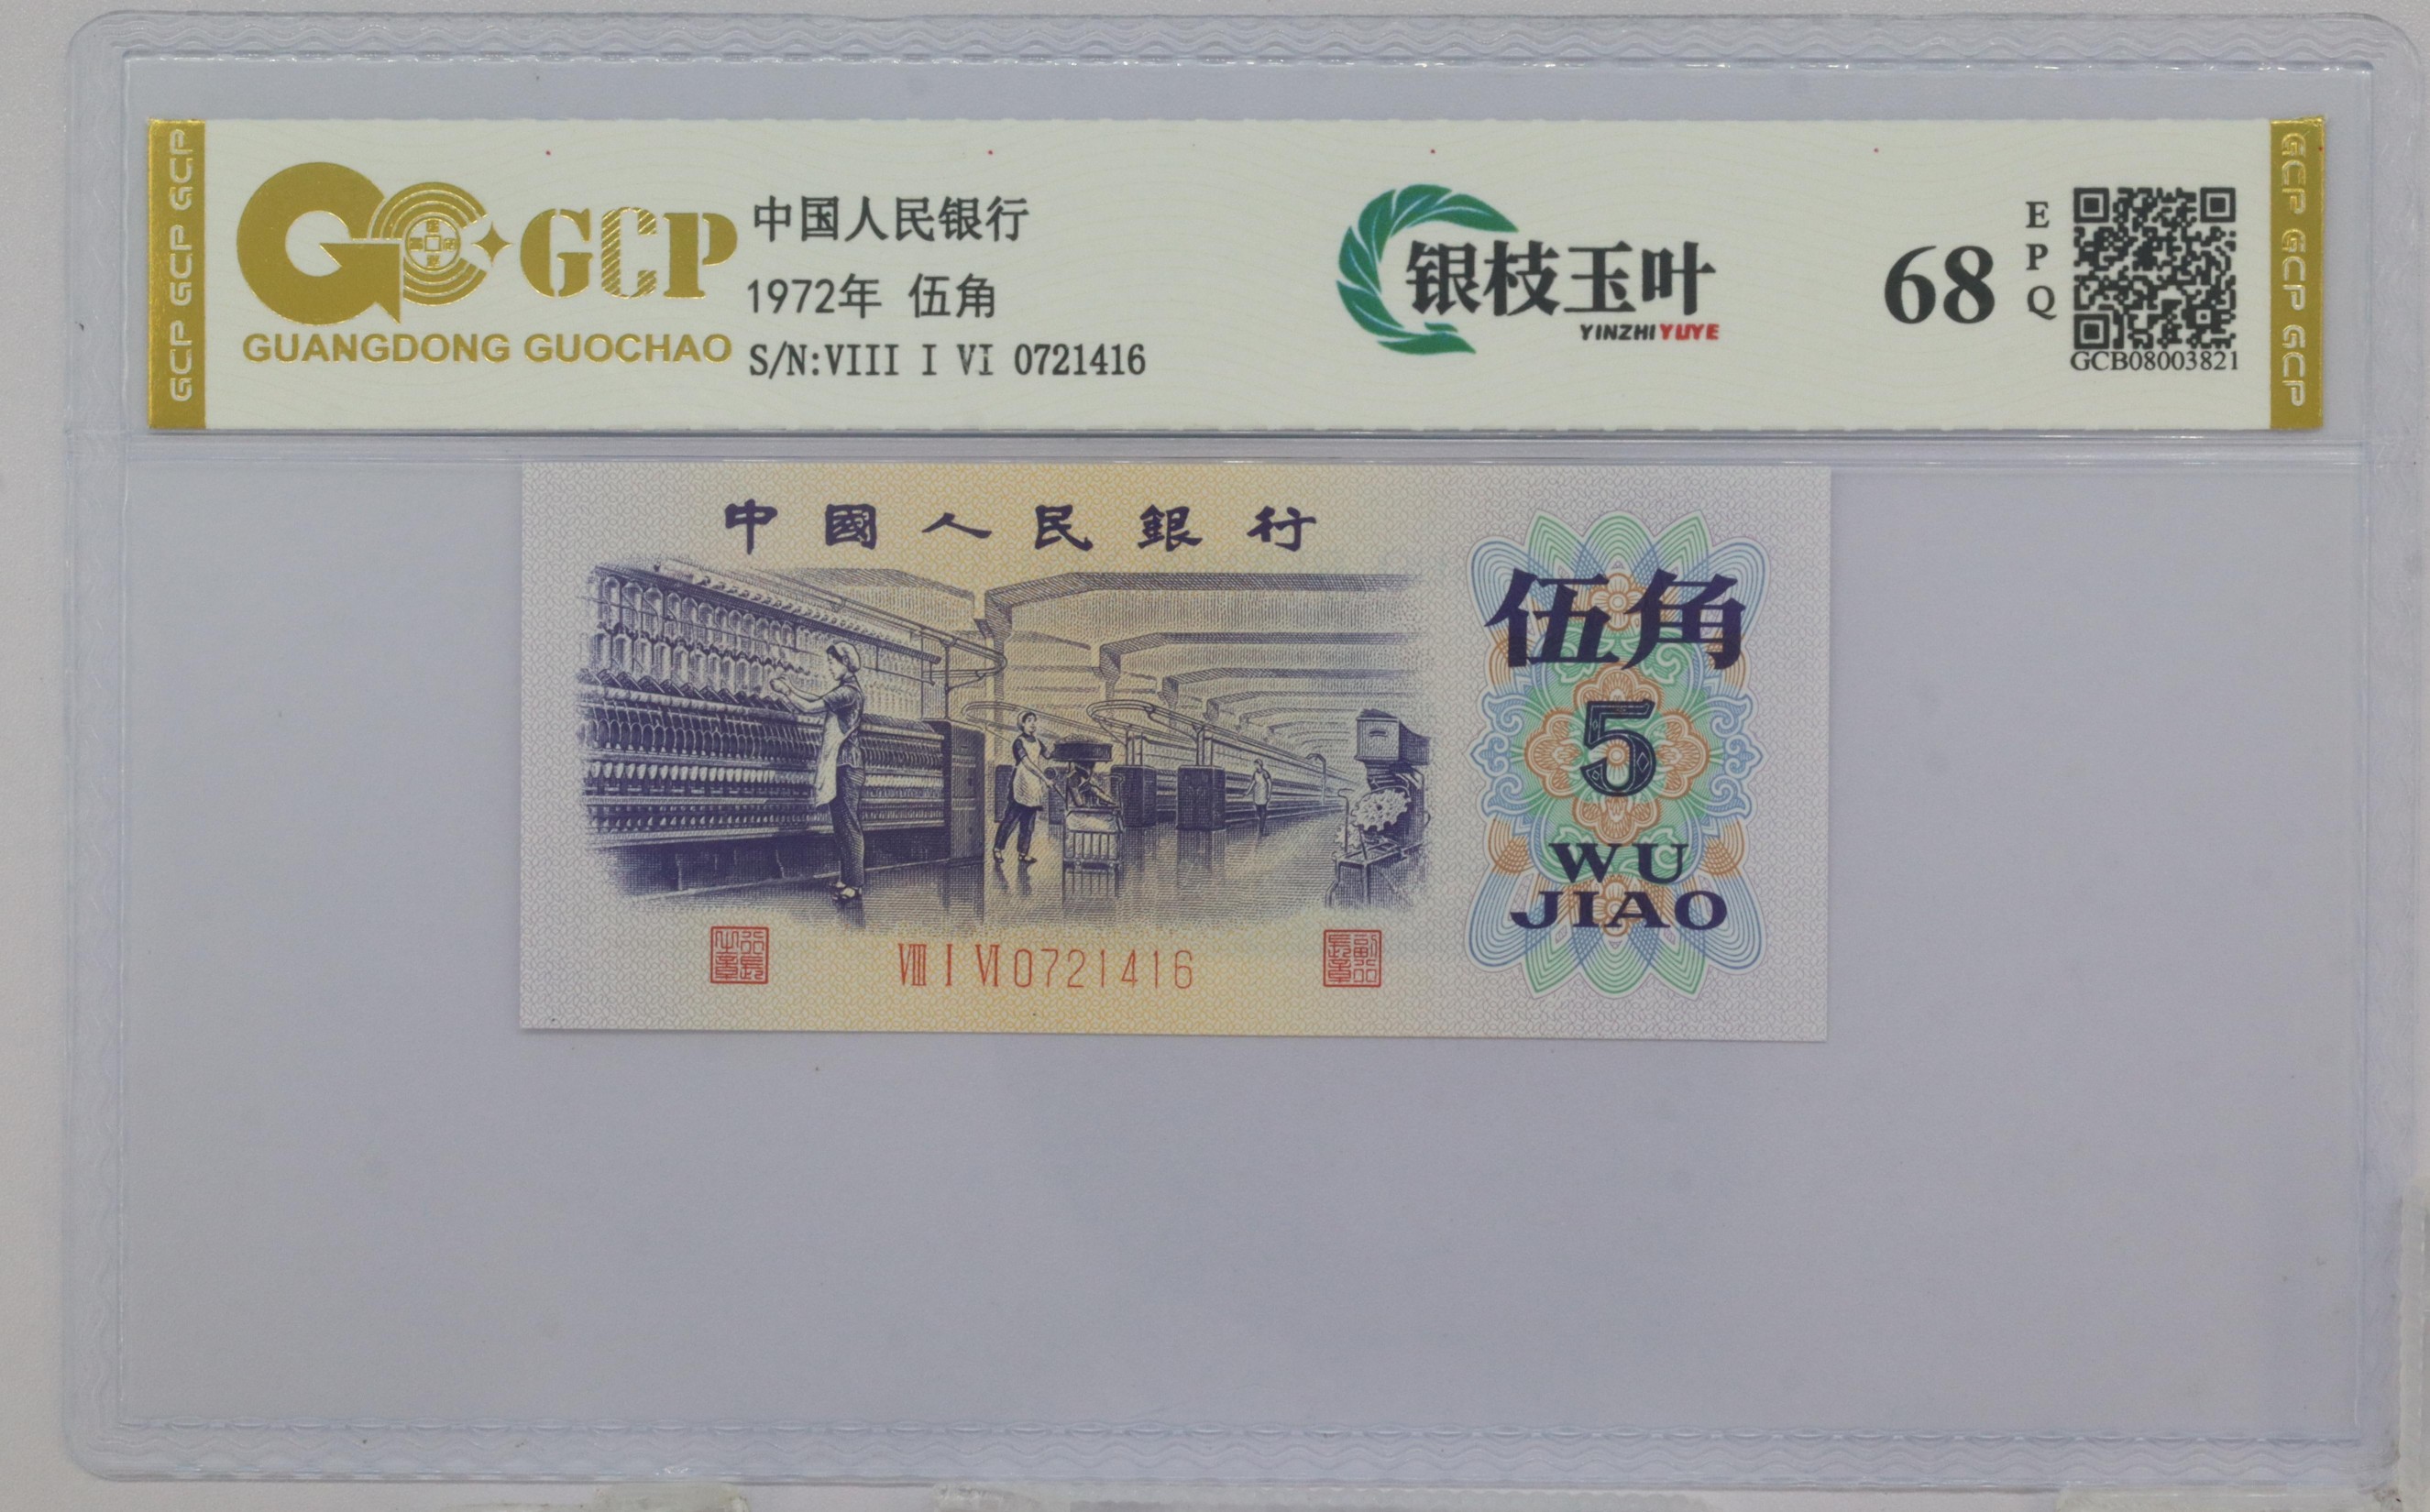 GCP GCP GCP
GCP
GUANGDONG GUOCHAO
中国人民银行
1972年 伍角
S/N:VIII I VI 0721416
银枝玉叶
YINZHIYUYE
68
EPQ
GCB08003821
GCP GCP GCP
中國人民銀行
伍角
5
WU
JIAO
VIII I VI 0721416